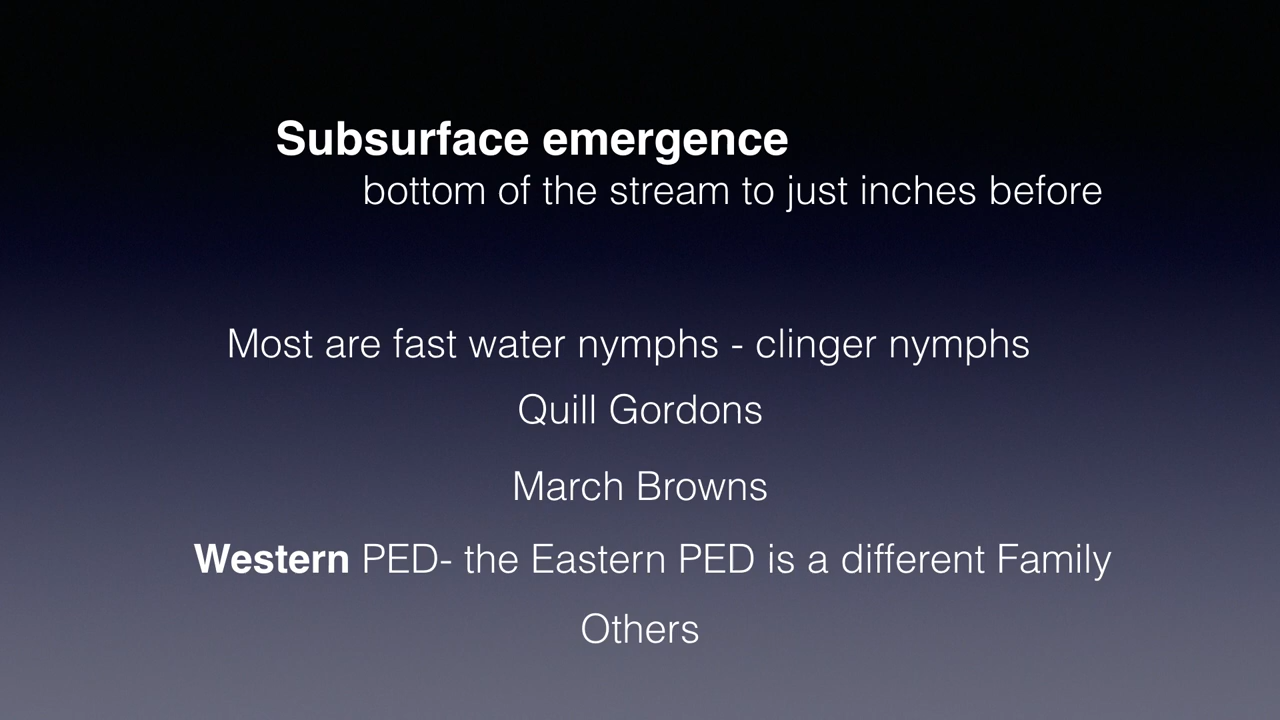 Subsurface emergence
bottom of the stream to just inches before
Most are fast water nymphs - clinger nymphs
Quill Gordons
March Browns
Western PED- the Eastern PED is a different Family
Others